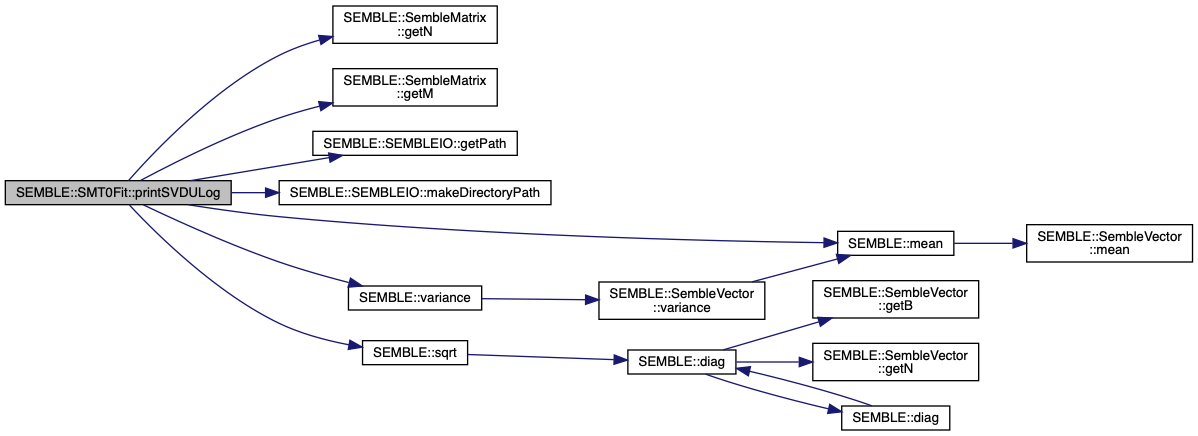 SEMBLE::SembleMatrix
::getN
SEMBLE::SembleMatrix
::getM
SEMBLE::SEMBLEIO::getPath
SEMBLE::SMT0Fit::printSVDULog
SEMBLE::SEMBLEIO::makeDirectoryPath
SEMBLE::mean
SEMBLE::SembleVector
::mean
SEMBLE::variance
SEMBLE::SembleVector
::variance
SEMBLE::SembleVector
::getB
SEMBLE::sqrt
SEMBLE::diag
SEMBLE::SembleVector
::getN
SEMBLE::diag